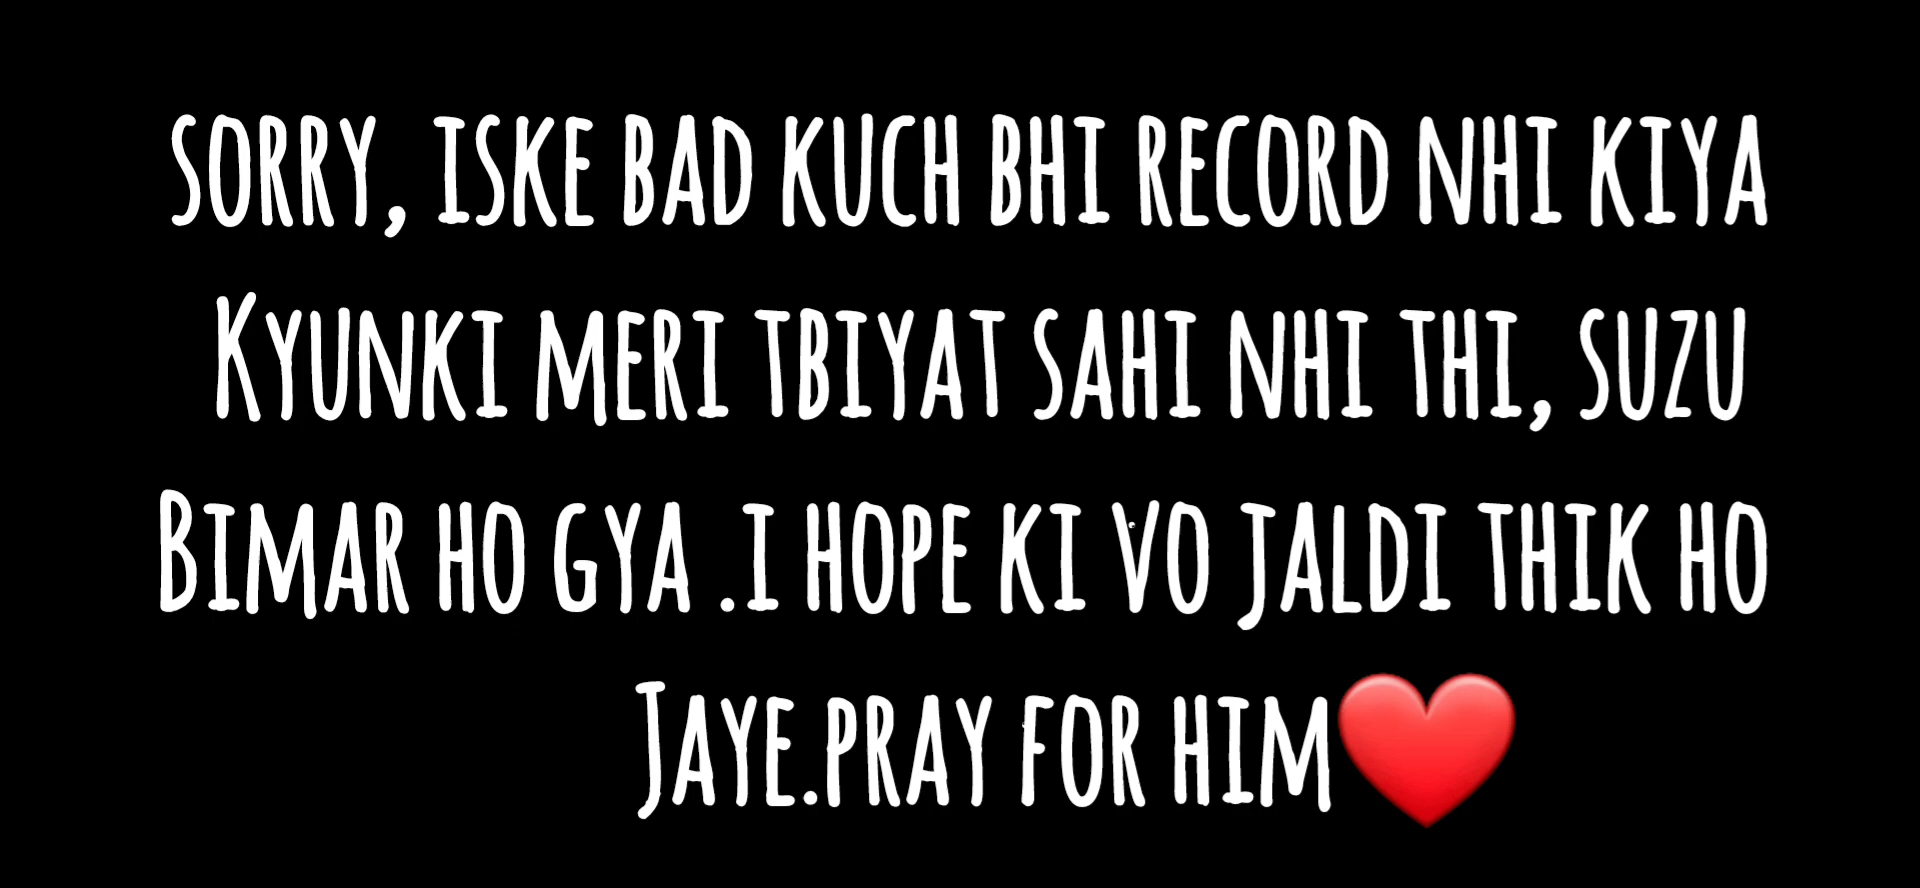 sorry, iske bad kuch bhi record nhi kiya
Kyunki meri tbiyat sahi nhi thi, suzu
Bimar ho gya .i hope ki vo jaldi thik ho
Jaye.pray for him❤️